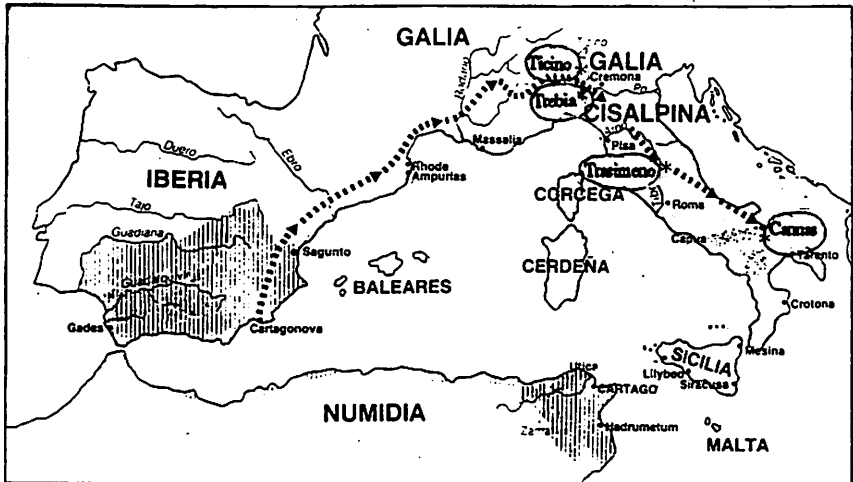 GALIA
Ticino
GALIA
Cremona
Rodano
Po
Trebia
CISALPINA
Massalia
Pisa
Duero
Ebro
Rhode
Ampurias
Trasimeno
IBERIA
CORCEGA
Roma
Tajo
Cannas
Guadiana
Sagunto
Capua
Tarento
CERDEÑA
BALEARES
Crotona
Gades
Cartagonova
Mesina
SICILIA
Utica
Lilybeo
CARTAGO
Siracusa
NUMIDIA
Zama
Hadrumetum
MALTA